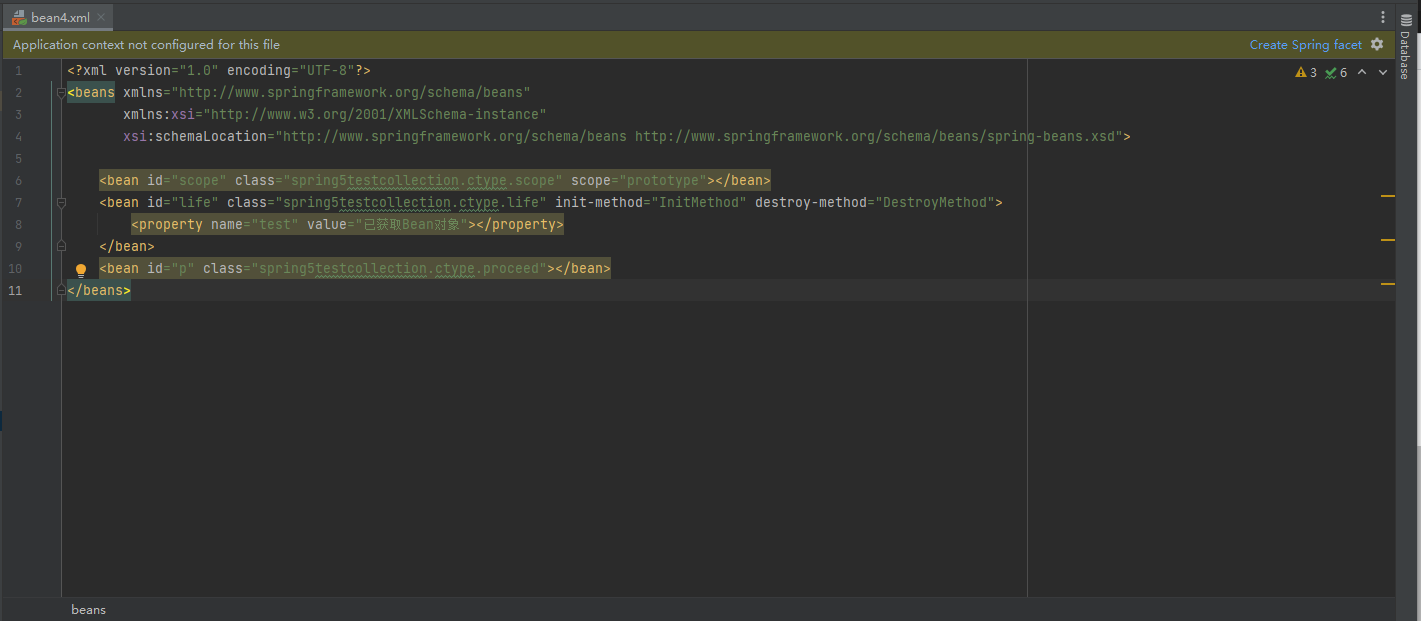 bean4.xml
Application context not configured for this file
Create Spring facet
Database
3 6
1 <?xml version="1.0" encoding="UTF-8"?>
2 <beans xmlns="http://www.springframework.org/schema/beans"
3 xmlns:xsi="http://www.w3.org/2001/XMLSchema-instance"
4 xsi:schemaLocation="http://www.springframework.org/schema/beans http://www.springframework.org/schema/beans/spring-beans.xsd">
5
6 <bean id="scope" class="spring5testcollection.ctype.scope" scope="prototype"></bean>
7 <bean id="life" class="spring5testcollection.ctype.life" init-method="InitMethod" destroy-method="DestroyMethod">
8 <property name="test" value="已获取Bean对象"></property>
9 </bean>
10 <bean id="p" class="spring5testcollection.ctype.proceed"></bean>
11 </beans>
beans